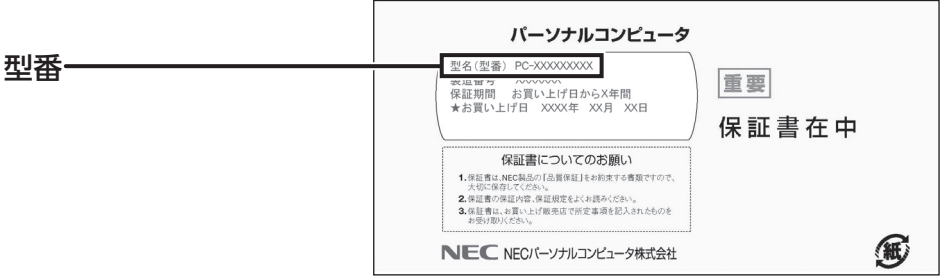 型番
パーソナルコンピュータ
型名(型番) PC-XXXXXXXXX
製造番号 XXXXXXX
保証期間 お買い上げ日からX年間
★お買い上げ日 XXXX年 XX月 XX日
重要
保証書在中
保証書についてのお願い
1.保証書は、NEC製品の「品質保証」をお約束する書類ですので、
大切に保存してください。
2.保証書の保証内容、保証規定をよくお読みください。
3.保証書は、お買い上げ販売店で所定事項を記入されたものを
お受け取りください。
NEC NECパーソナルコンピュータ株式会社
紙